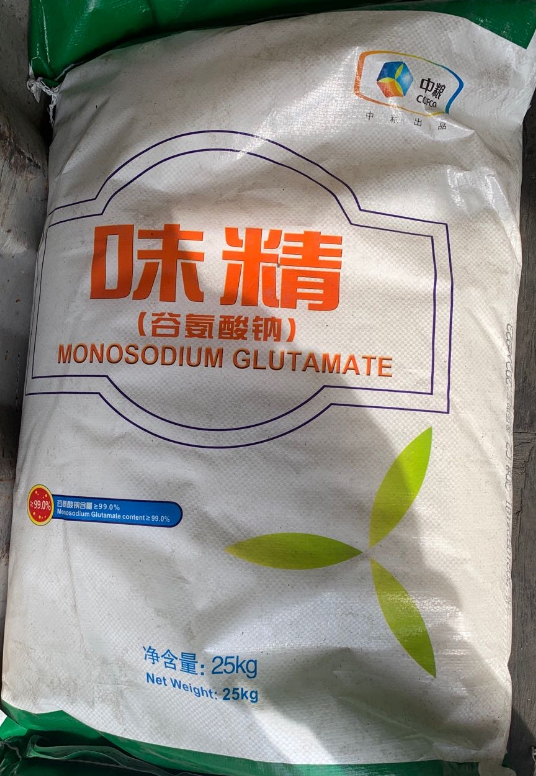 中粮
COFCO
中粮出品
味精
(谷氨酸钠)
MONOSODIUM GLUTAMATE
≥99.0%
谷氨酸钠含量≥99.0%
Monosodium Glutamate content≥99.0%
净含量: 25kg
Net Weight: 25kg